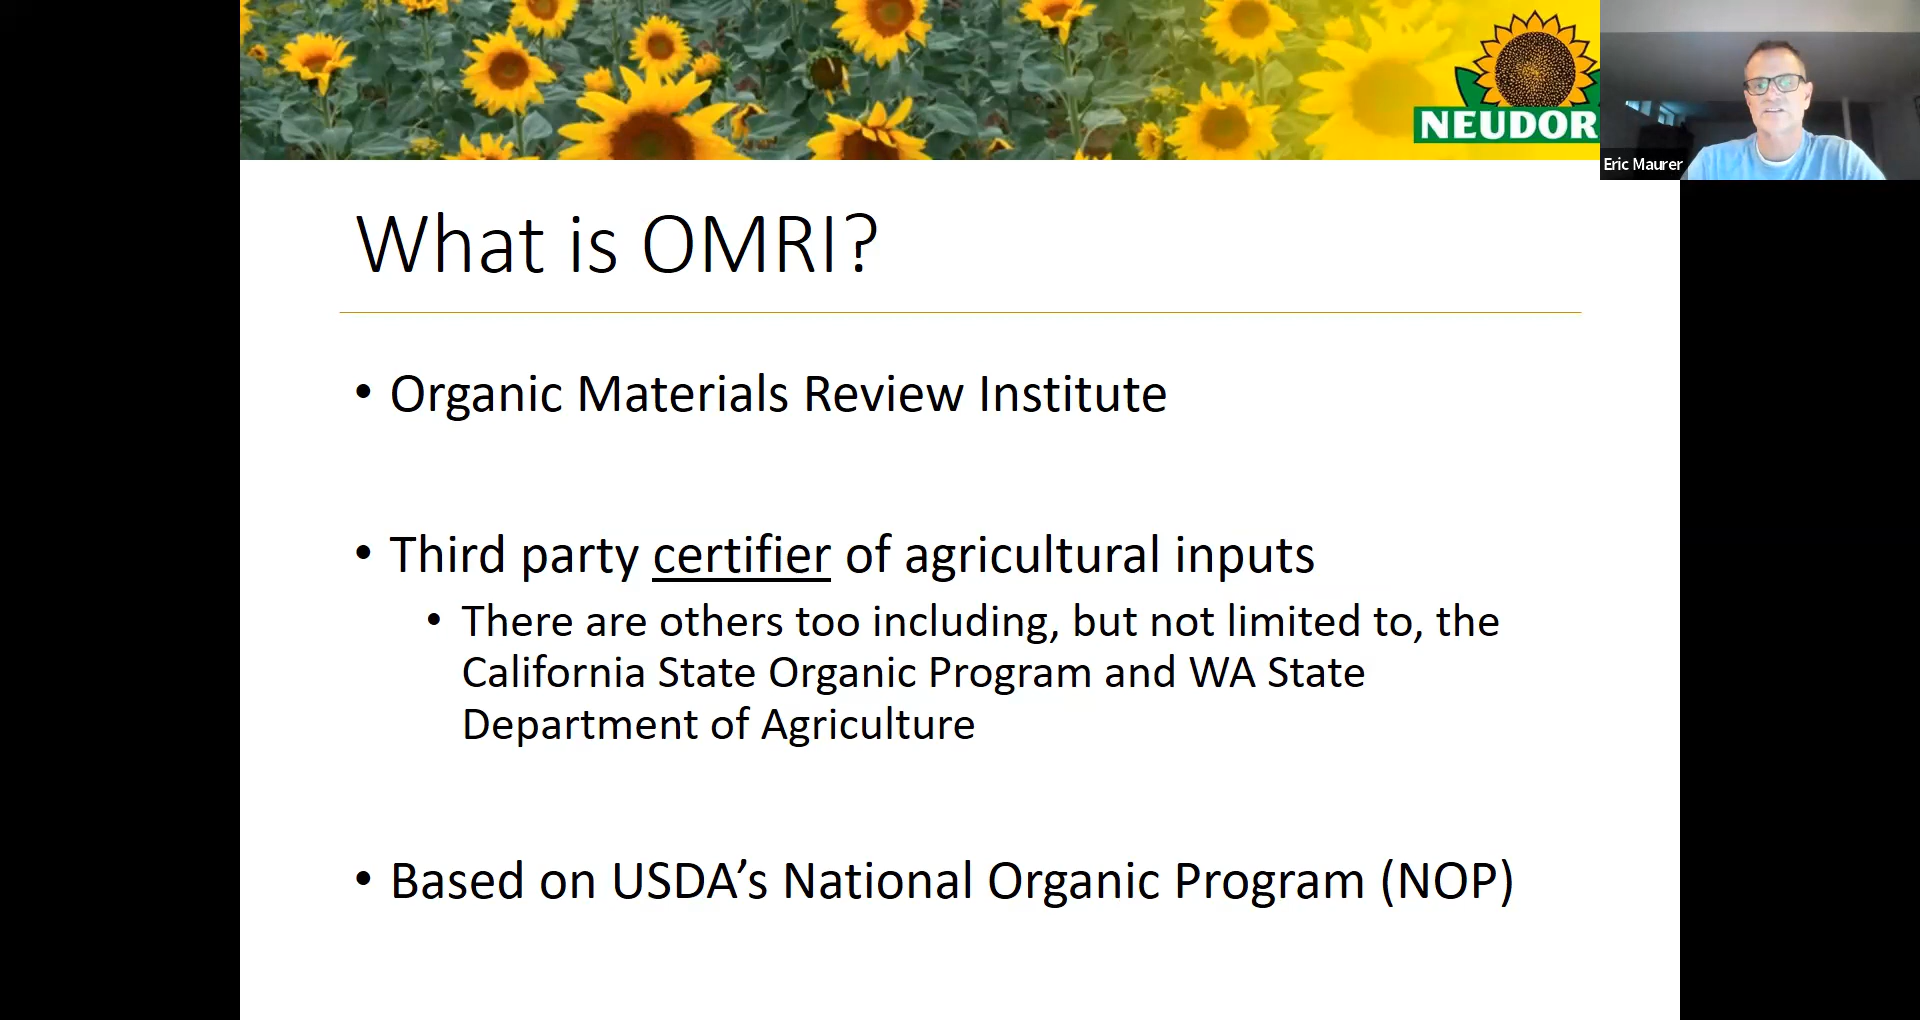 NEUDOR
Eric Maurer
What is OMRI?
• Organic Materials Review Institute
• Third party certifier of agricultural inputs
• There are others too including, but not limited to, the
California State Organic Program and WA State
Department of Agriculture
• Based on USDA’s National Organic Program (NOP)